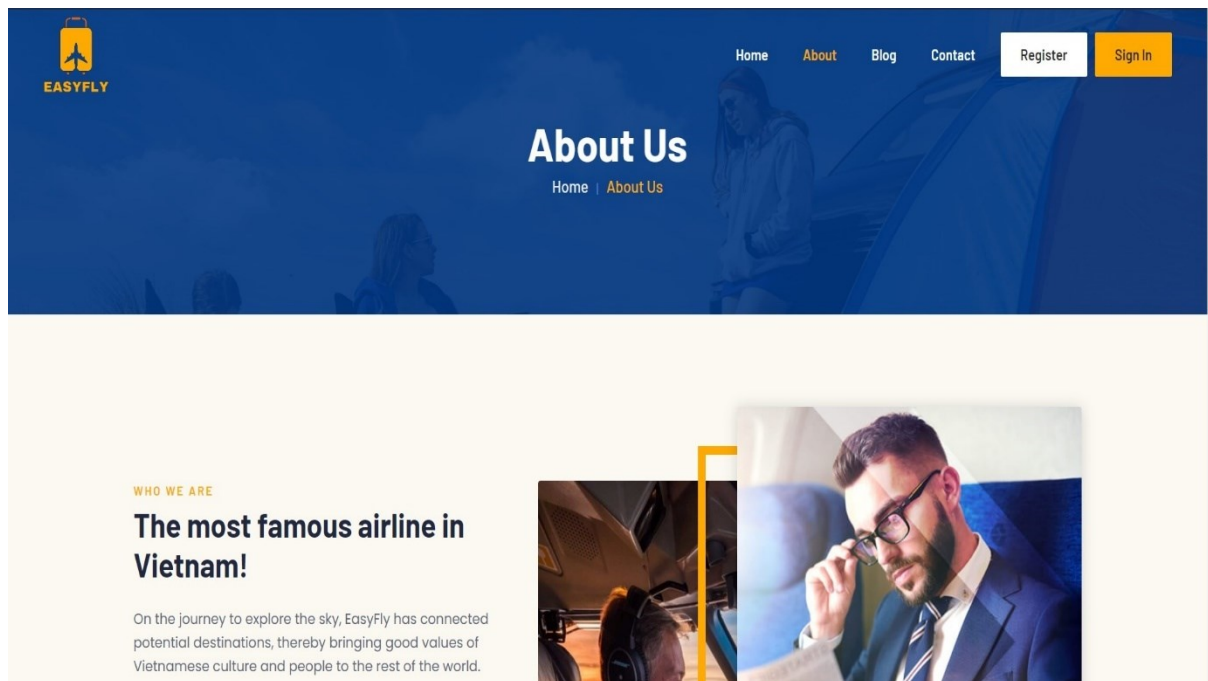 EASYFLY
Home About Blog Contact Register Sign In
About Us
Home | About Us
WHO WE ARE
The most famous airline in
Vietnam!
On the journey to explore the sky, EasyFly has connected
potential destinations, thereby bringing good values of
Vietnamese culture and people to the rest of the world.